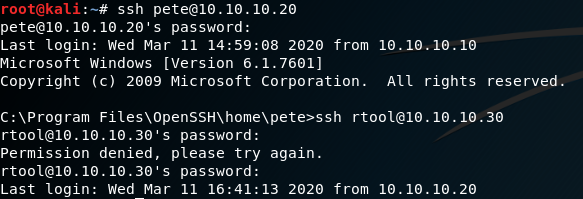 root@kali:~# ssh pete@10.10.10.20
pete@10.10.10.20's password:
Last login: Wed Mar 11 14:59:08 2020 from 10.10.10.10
Microsoft Windows [Version 6.1.7601]
Copyright (c) 2009 Microsoft Corporation.  All rights reserved.
C:\Program Files\OpenSSH\home\pete>ssh rtool@10.10.10.30
rtool@10.10.10.30's password:
Permission denied, please try again.
rtool@10.10.10.30's password:
Last login: Wed Mar 11 16:41:13 2020 from 10.10.10.20